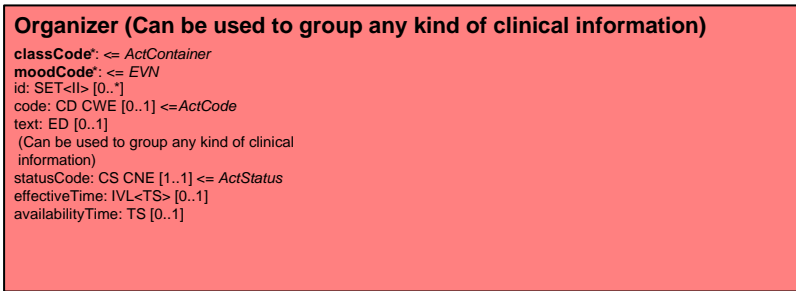 Organizer (Can be used to group any kind of clinical information)
classCode*: <= ActContainer
moodCode*: <= EVN
id: SET<II> [0..*]
code: CD CWE [0..1] <=ActCode
text: ED [0..1]
(Can be used to group any kind of clinical
information)
statusCode: CS CNE [1..1] <= ActStatus
effectiveTime: IVL<TS> [0..1]
availabilityTime: TS [0..1]